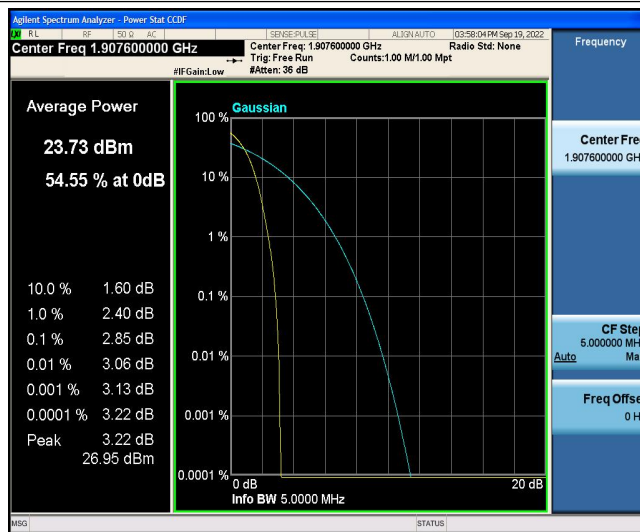 Agilent Spectrum Analyzer - Power Stat CCDF
LXI RL RF 50 Ω AC SENSE:PULSE ALIGN AUTO 03:58:04 PM Sep 19, 2022
Center Freq 1.907600000 GHz
Center Freq: 1.907600000 GHz Radio Std: None
Trig: Free Run Counts:1.00 M/1.00 Mpt
#IFGain:Low #Atten: 36 dB
Frequency
Average Power
23.73 dBm
54.55 % at 0dB
10.0 % 1.60 dB
1.0 % 2.40 dB
0.1 % 2.85 dB
0.01 % 3.06 dB
0.001 % 3.13 dB
0.0001 % 3.22 dB
Peak 3.22 dB
26.95 dBm
Gaussian
100 %
10 %
1 %
0.1 %
0.01 %
0.001 %
0.0001 %
0 dB 20 dB
Info BW 5.0000 MHz
Center Fre
1.907600000 GH
CF Step
5.000000 MH
Auto Ma
Freq Offse
0 H
MSG STATUS